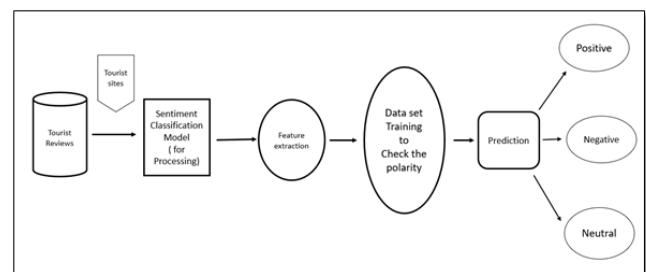 Tourist
sites
Tourist
Reviews
Sentiment
Classification
Model
( for
Processing)
Feature
extraction
Data set
Training
to
Check the
polarity
Prediction
Positive
Negative
Neutral